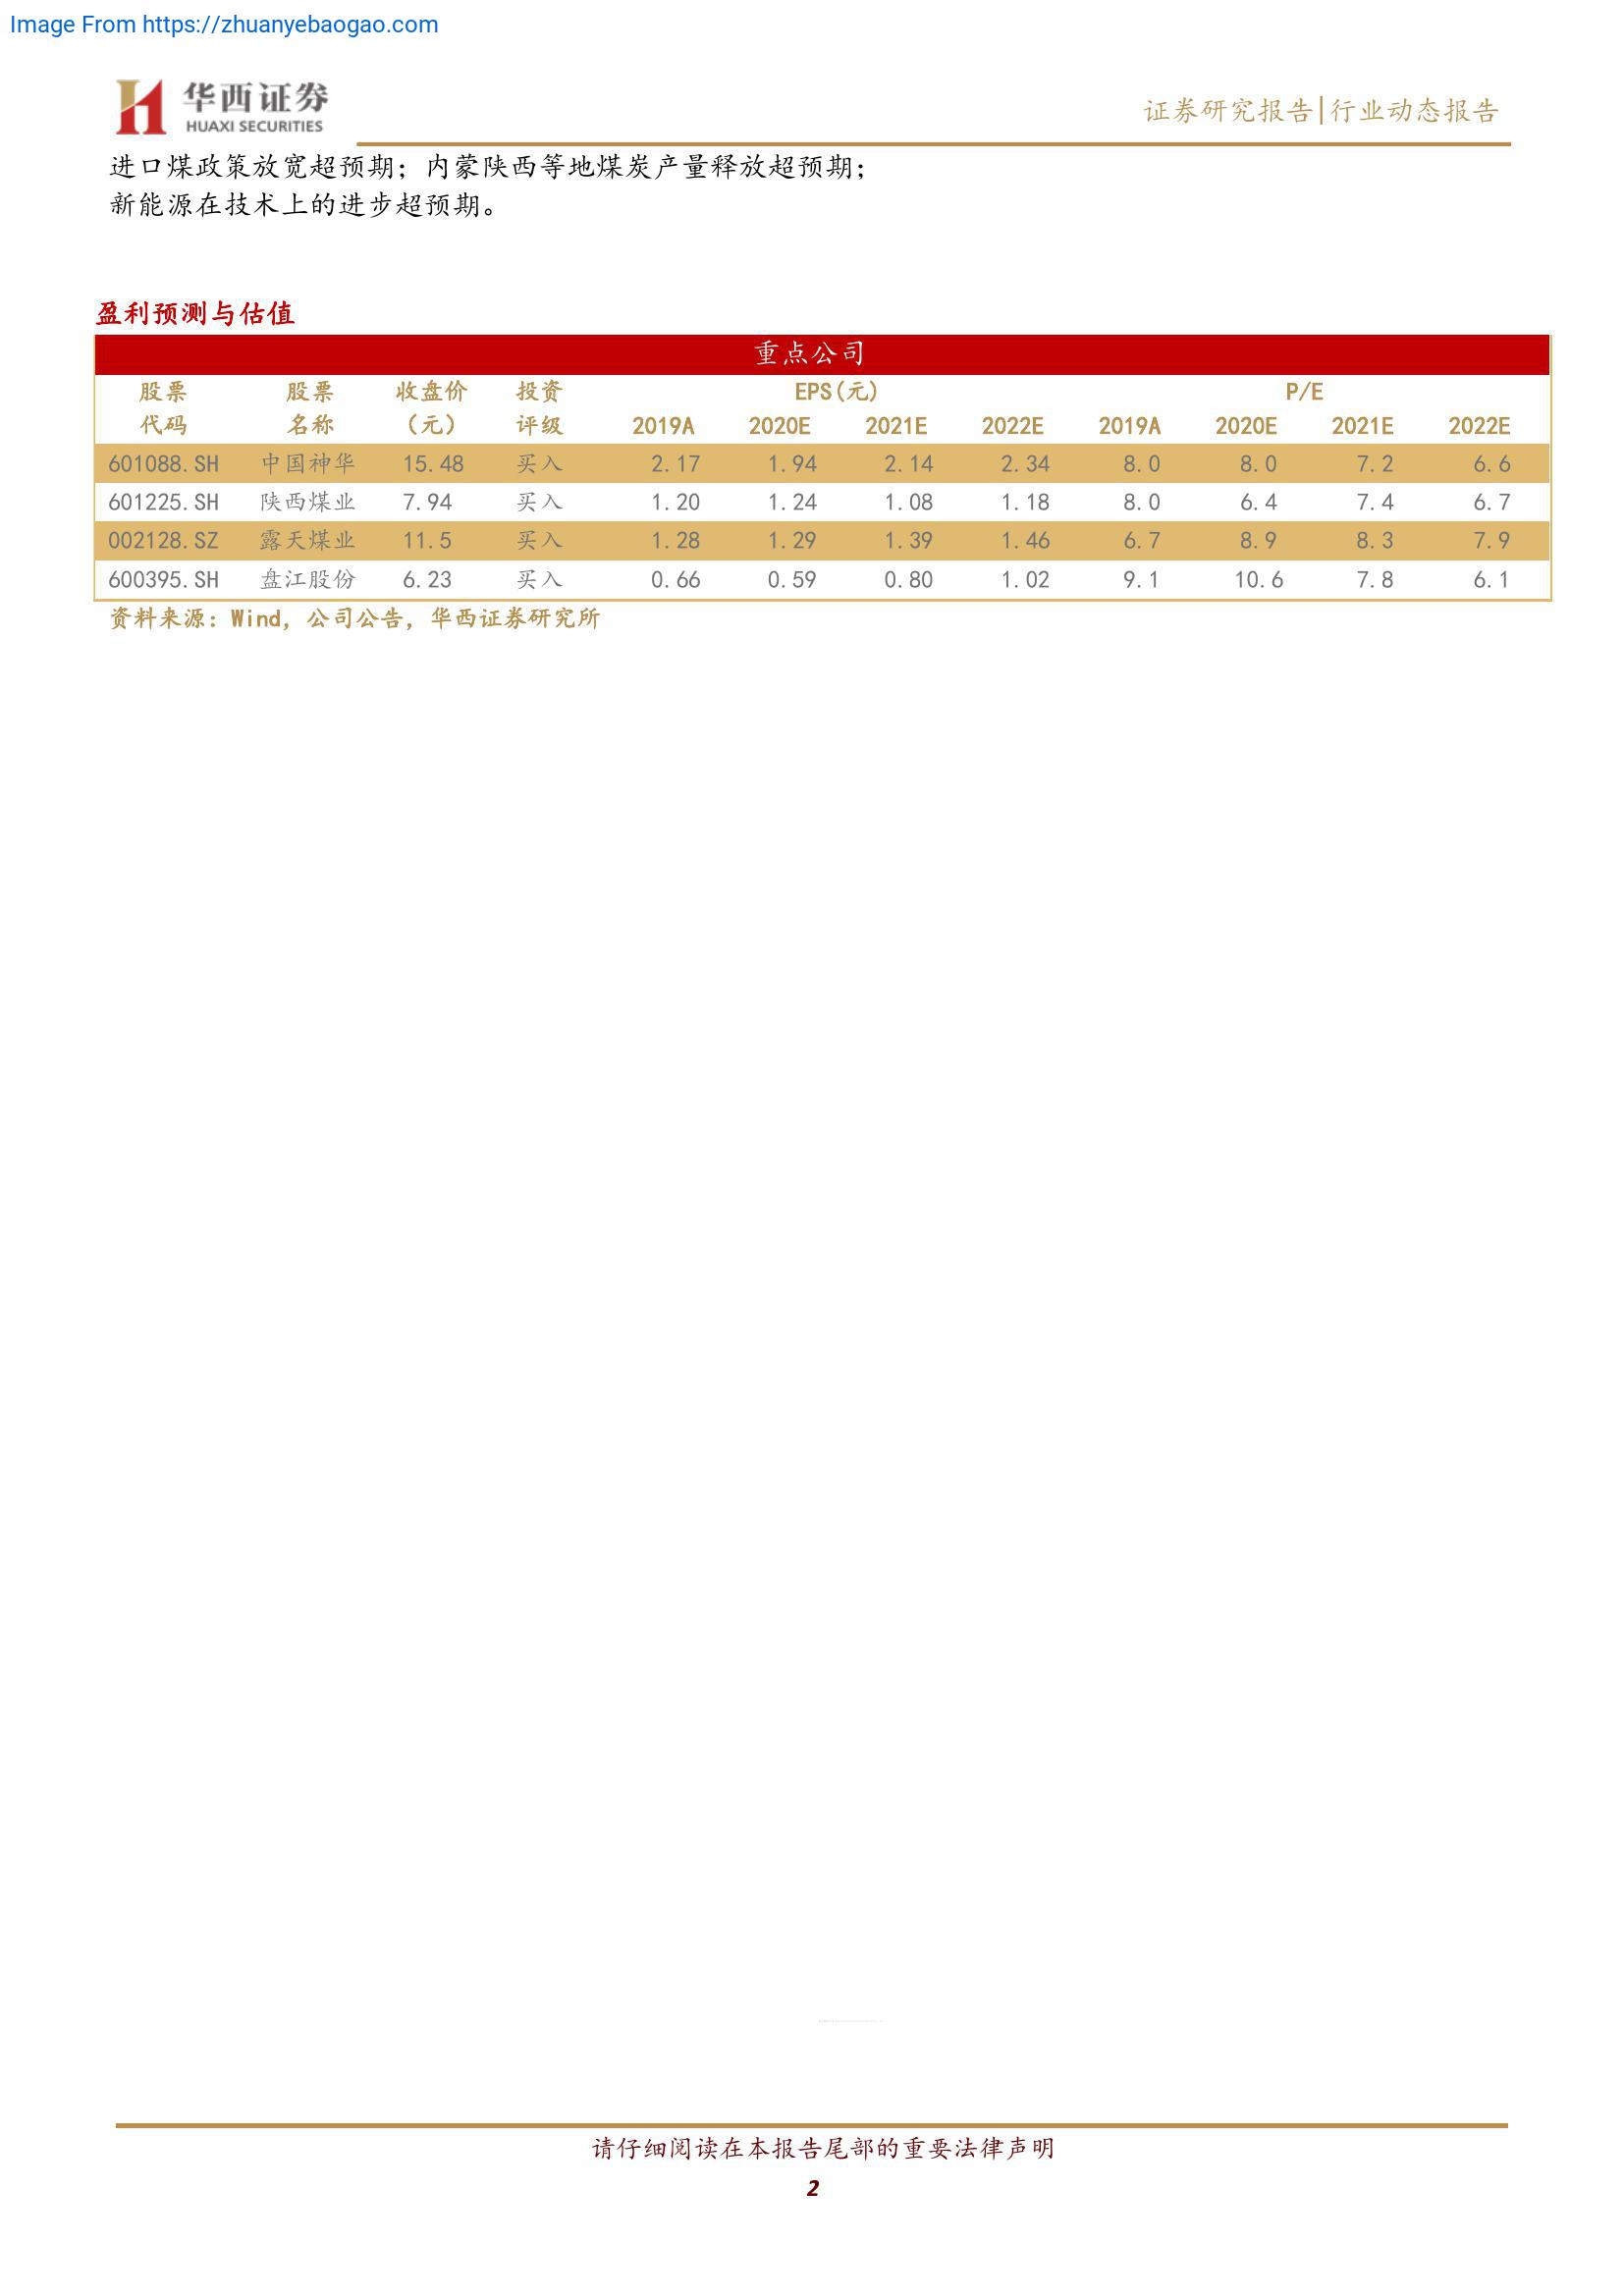 Image From https://zhuanyebaogao.com
华西证券
HUAXI SECURITIES
证券研究报告|行业动态报告
进口煤政策放宽超预期；内蒙陕西等地煤炭产量释放超预期；
新能源在技术上的进步超预期。
盈利预测与估值
重点公司
股票 股票 收盘价 投资 EPS(元) P/E
代码 名称 （元） 评级 2019A 2020E 2021E 2022E 2019A 2020E 2021E 2022E
601088.SH 中国神华 15.48 买入 2.17 1.94 2.14 2.34 8.0 8.0 7.2 6.6
601225.SH 陕西煤业 7.94 买入 1.20 1.24 1.08 1.18 8.0 6.4 7.4 6.7
002128.SZ 露天煤业 11.5 买入 1.28 1.29 1.39 1.46 6.7 8.9 8.3 7.9
600395.SH 盘江股份 6.23 买入 0.66 0.59 0.80 1.02 9.1 10.6 7.8 6.1
资料来源：Wind，公司公告，华西证券研究所
请仔细阅读在本报告尾部的重要法律声明
2